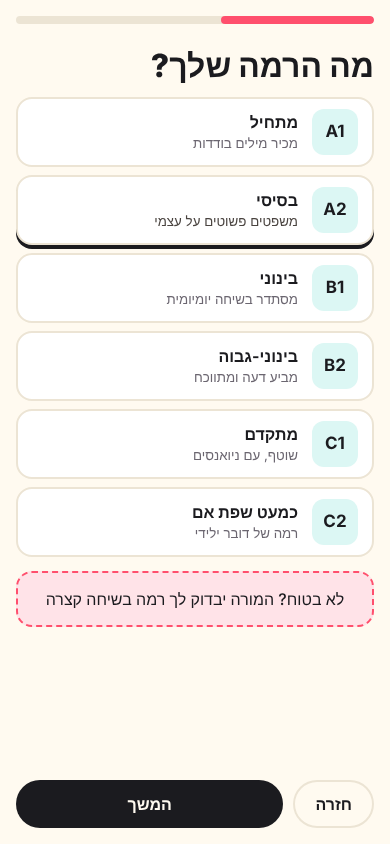 מה הרמה שלך?
A1
מתחיל
מכיר מילים בודדות
A2
בסיסי
משפטים פשוטים על עצמי
B1
בינוני
מסתדר בשיחה יומיומית
B2
בינוני-גבוה
מביע דעה ומתווכח
C1
מתקדם
שוטף, עם ניואנסים
C2
כמעט שפת אם
רמה של דובר ילידי
לא בטוח? המורה יבדוק לך רמה בשיחה קצרה
חזרה
המשך